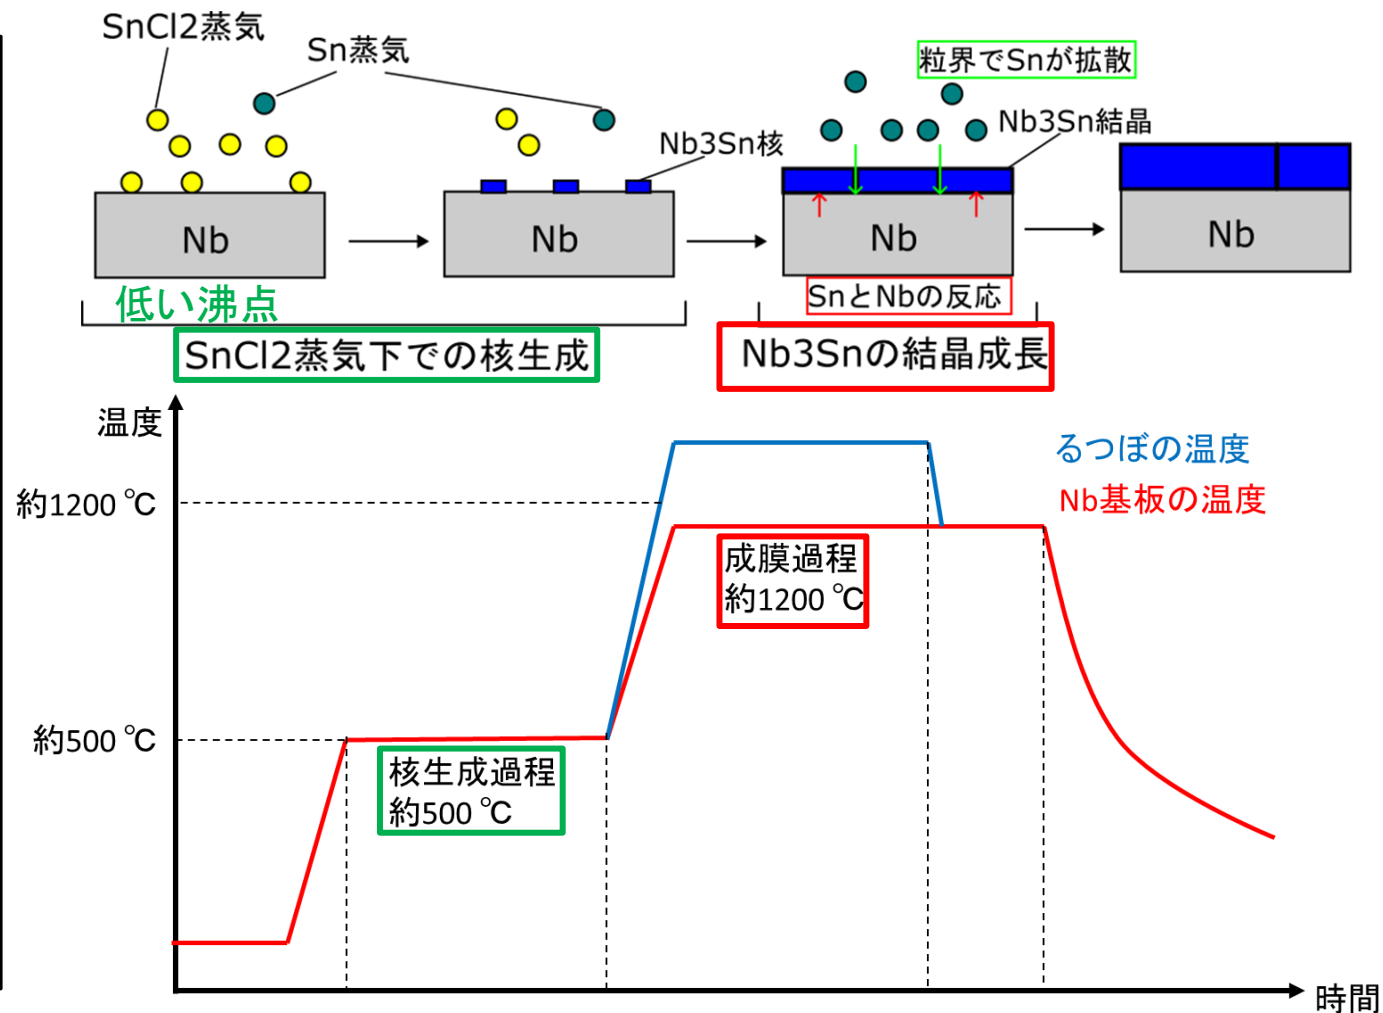 SnCl2蒸気
Sn蒸気
粒界でSnが拡散
Nb3Sn核
Nb3Sn結晶
Nb
Nb
Nb
Nb
低い沸点
SnとNbの反応
SnCl2蒸気下での核生成
Nb3Snの結晶成長
温度
るつぼの温度
Nb基板の温度
約1200 ℃
成膜過程
約1200 ℃
約500 ℃
核生成過程
約500 ℃
時間